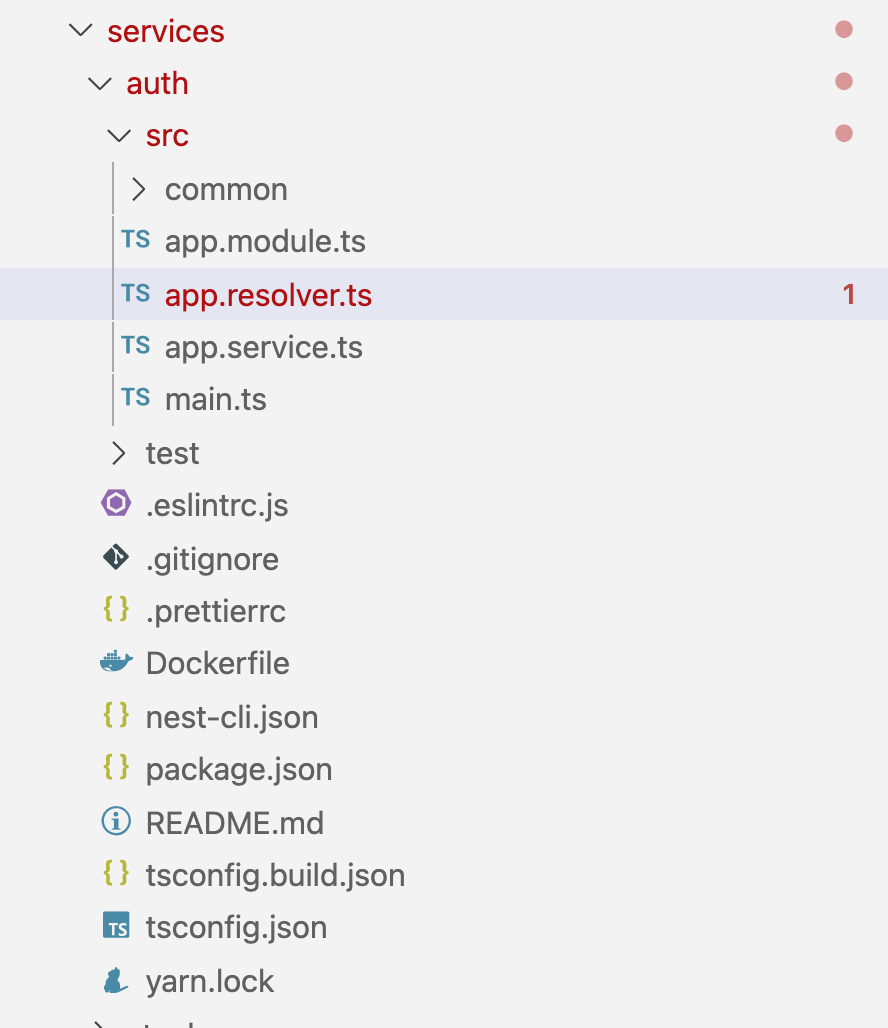 services
auth
src
common
TS app.module.ts
TS app.resolver.ts 1
TS app.service.ts
TS main.ts
test
.eslintrc.js
.gitignore
{ } .prettierrc
Dockerfile
{ } nest-cli.json
{ } package.json
README.md
{ } tsconfig.build.json
TS tsconfig.json
yarn.lock